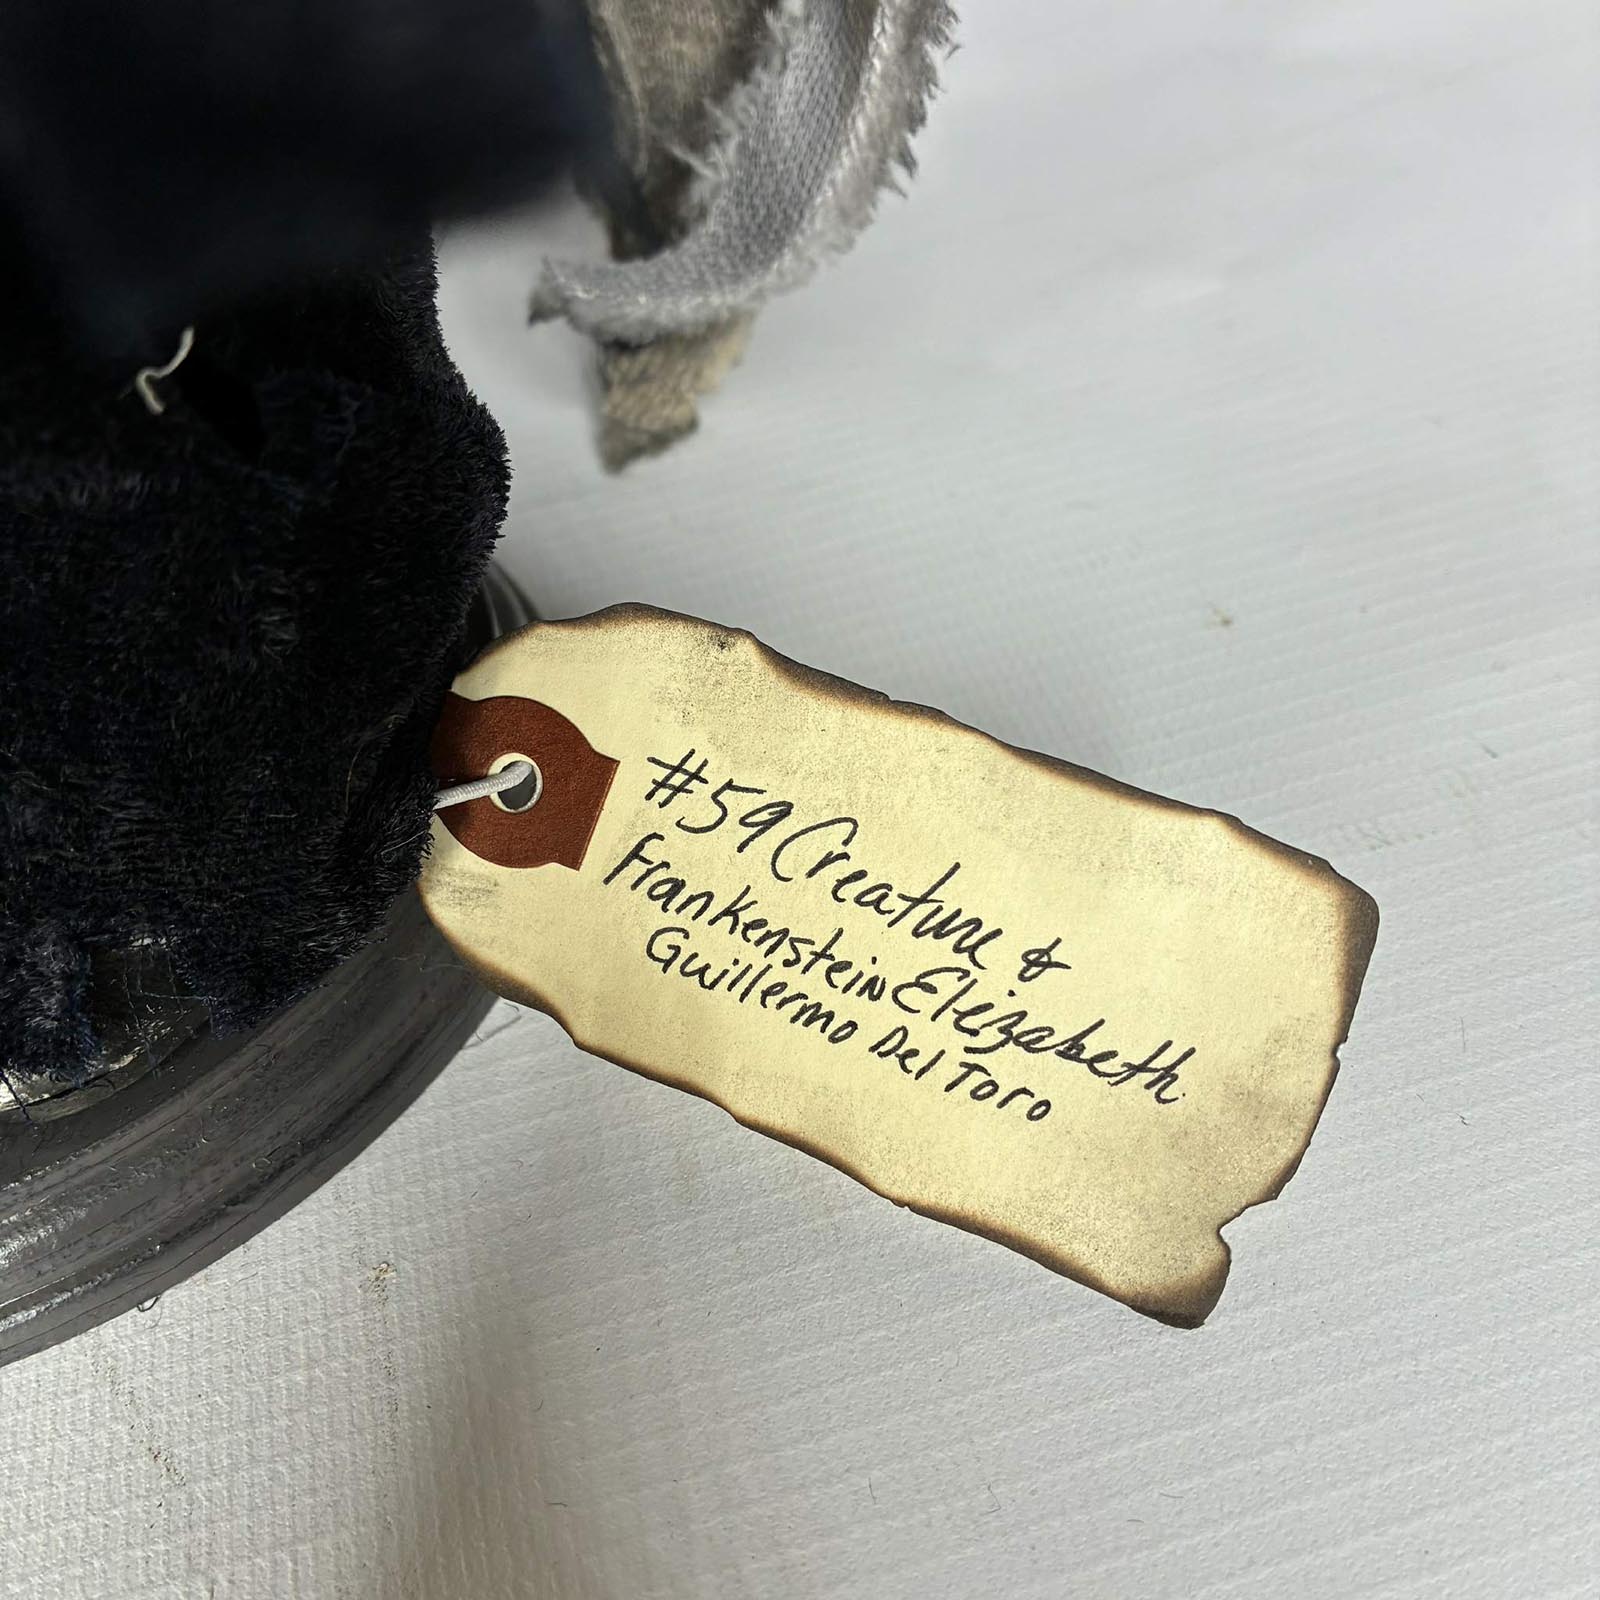 #59 Creature &
Frankenstein Elizabeth
Guillermo Del Toro